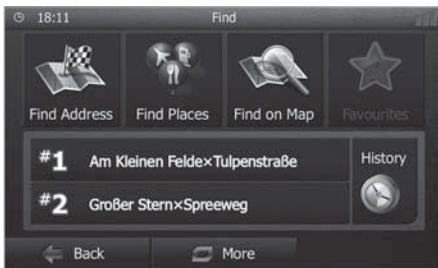 18:11 Find
Find Address Find Places Find on Map Favourites
#1 Am Kleinen Felde×Tulpenstraße History
#2 Großer Stern×Spreeweg
Back More